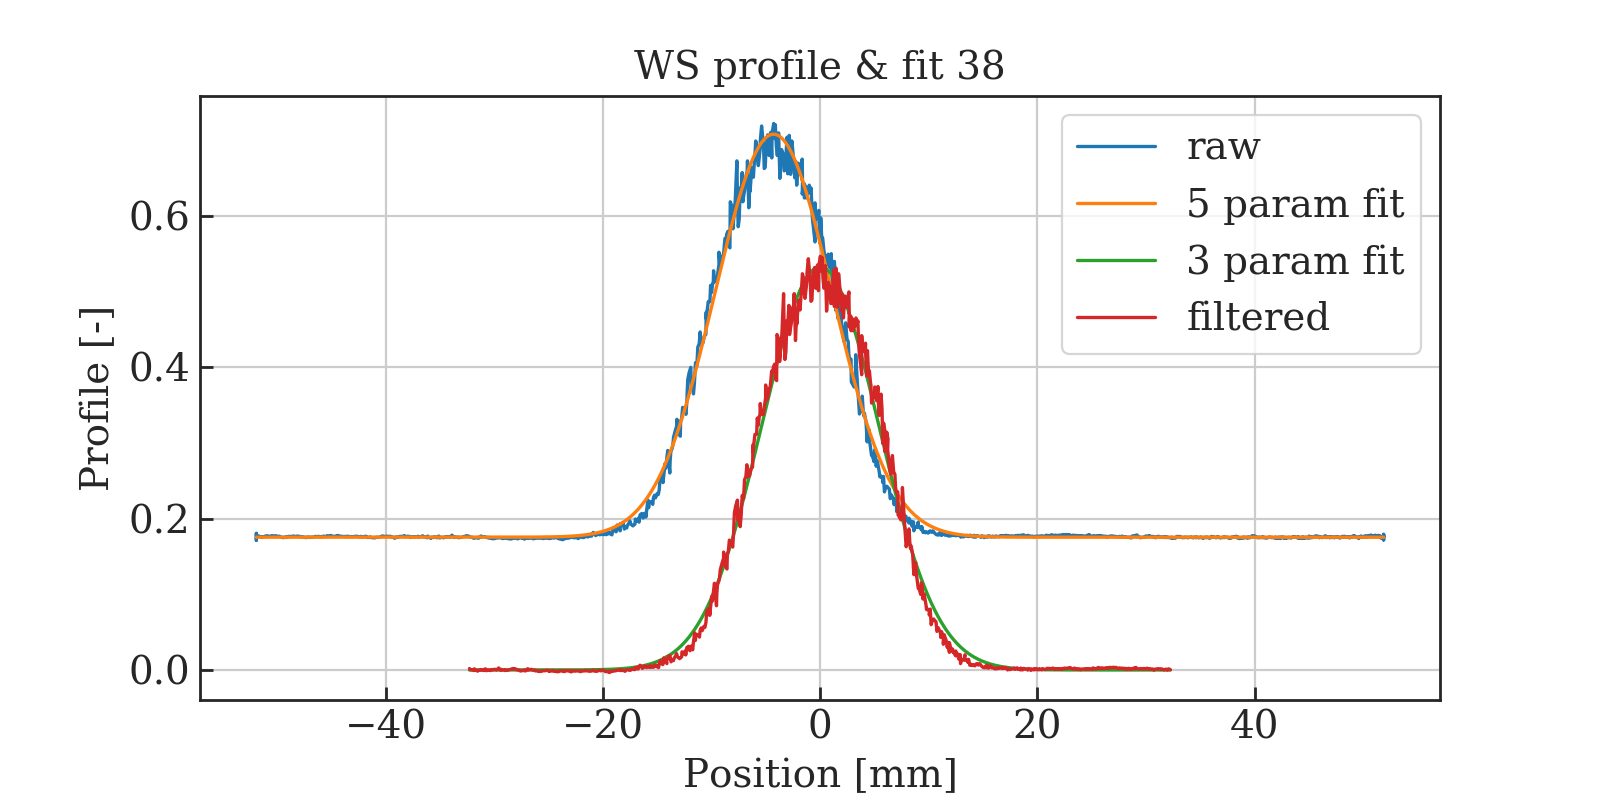 WS profile & fit 38
raw
5 param fit
3 param fit
filtered
Profile [-]
0.6
0.4
0.2
0.0
−40
−20
0
20
40
Position [mm]